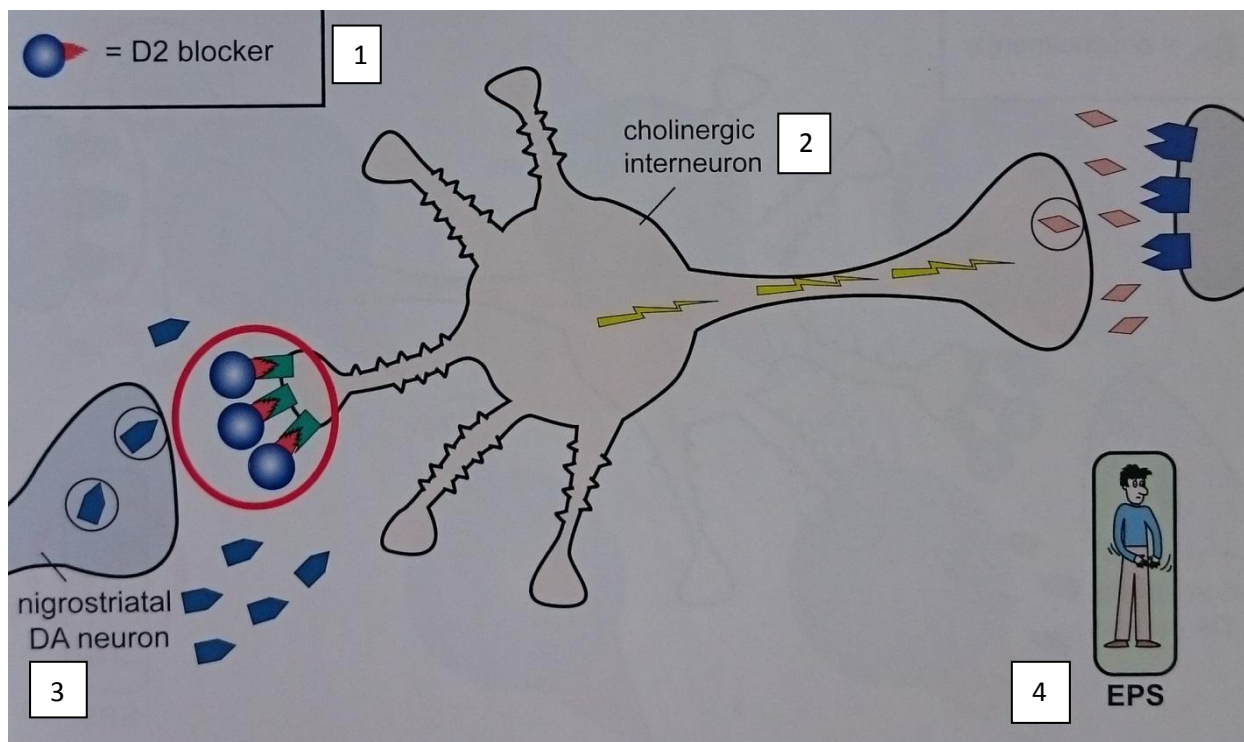 = D2 blocker
1
cholinergic
interneuron
2
nigrostriatal
DA neuron
3
4
EPS